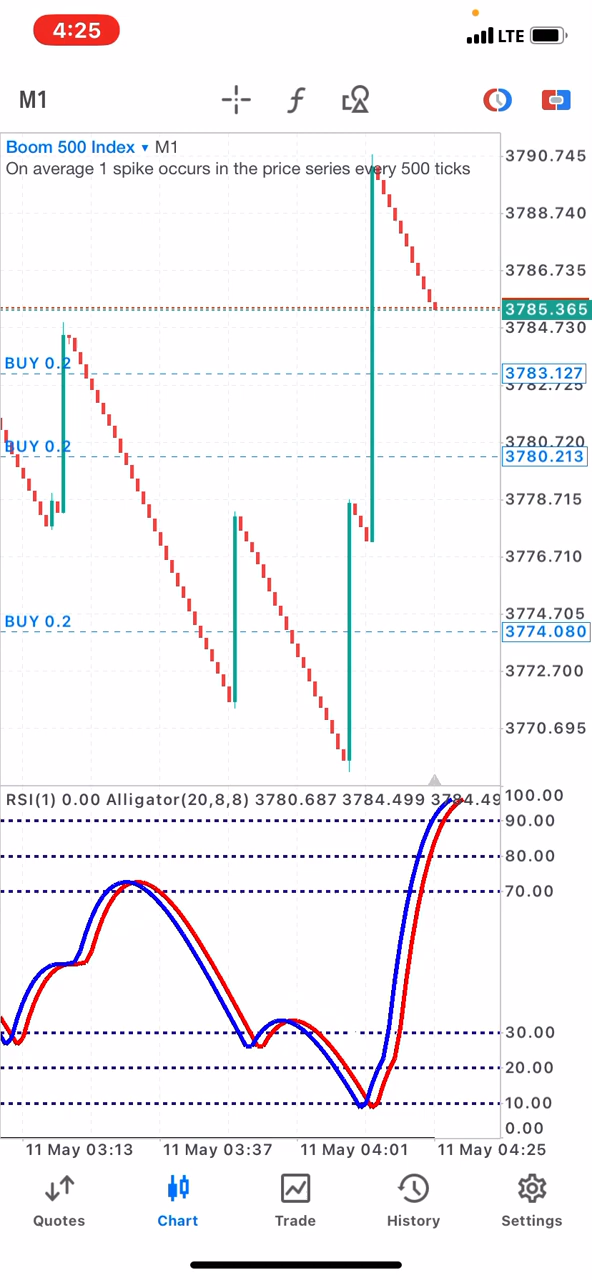 4:25
LTE
M1
Boom 500 Index ▾ M1
On average 1 spike occurs in the price series every 500 ticks
3790.745
3788.740
3786.735
3785.365
3784.730
BUY 0.2
3783.127
3782.725
3780.720
BUY 0.2
3780.213
3778.715
3776.710
3774.705
BUY 0.2
3774.080
3772.700
3770.695
RSI(1) 0.00 Alligator(20,8,8) 3780.687 3784.499 3784.49
100.00
90.00
80.00
70.00
30.00
20.00
10.00
0.00
11 May 03:13
11 May 03:37
11 May 04:01
11 May 04:25
Quotes
Chart
Trade
History
Settings